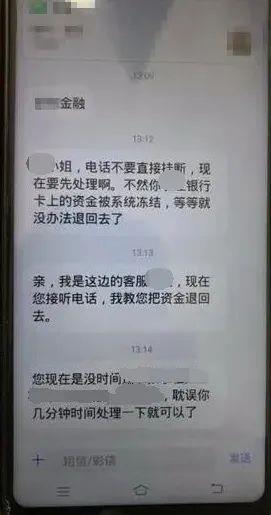 13:09
金融
13:12
小姐，电话不要直接挂断，现
在要先处理啊。不然你 银行
卡上的资金被系统冻结，等等就
没办法退回去了
13:13
亲，我是这边的客服 ，现在
您接听电话，我教您把资金退回
去。
13:14
您现在是没时间
，耽误你
几分钟时间处理一下就可以了
+ 短信/彩信 发送